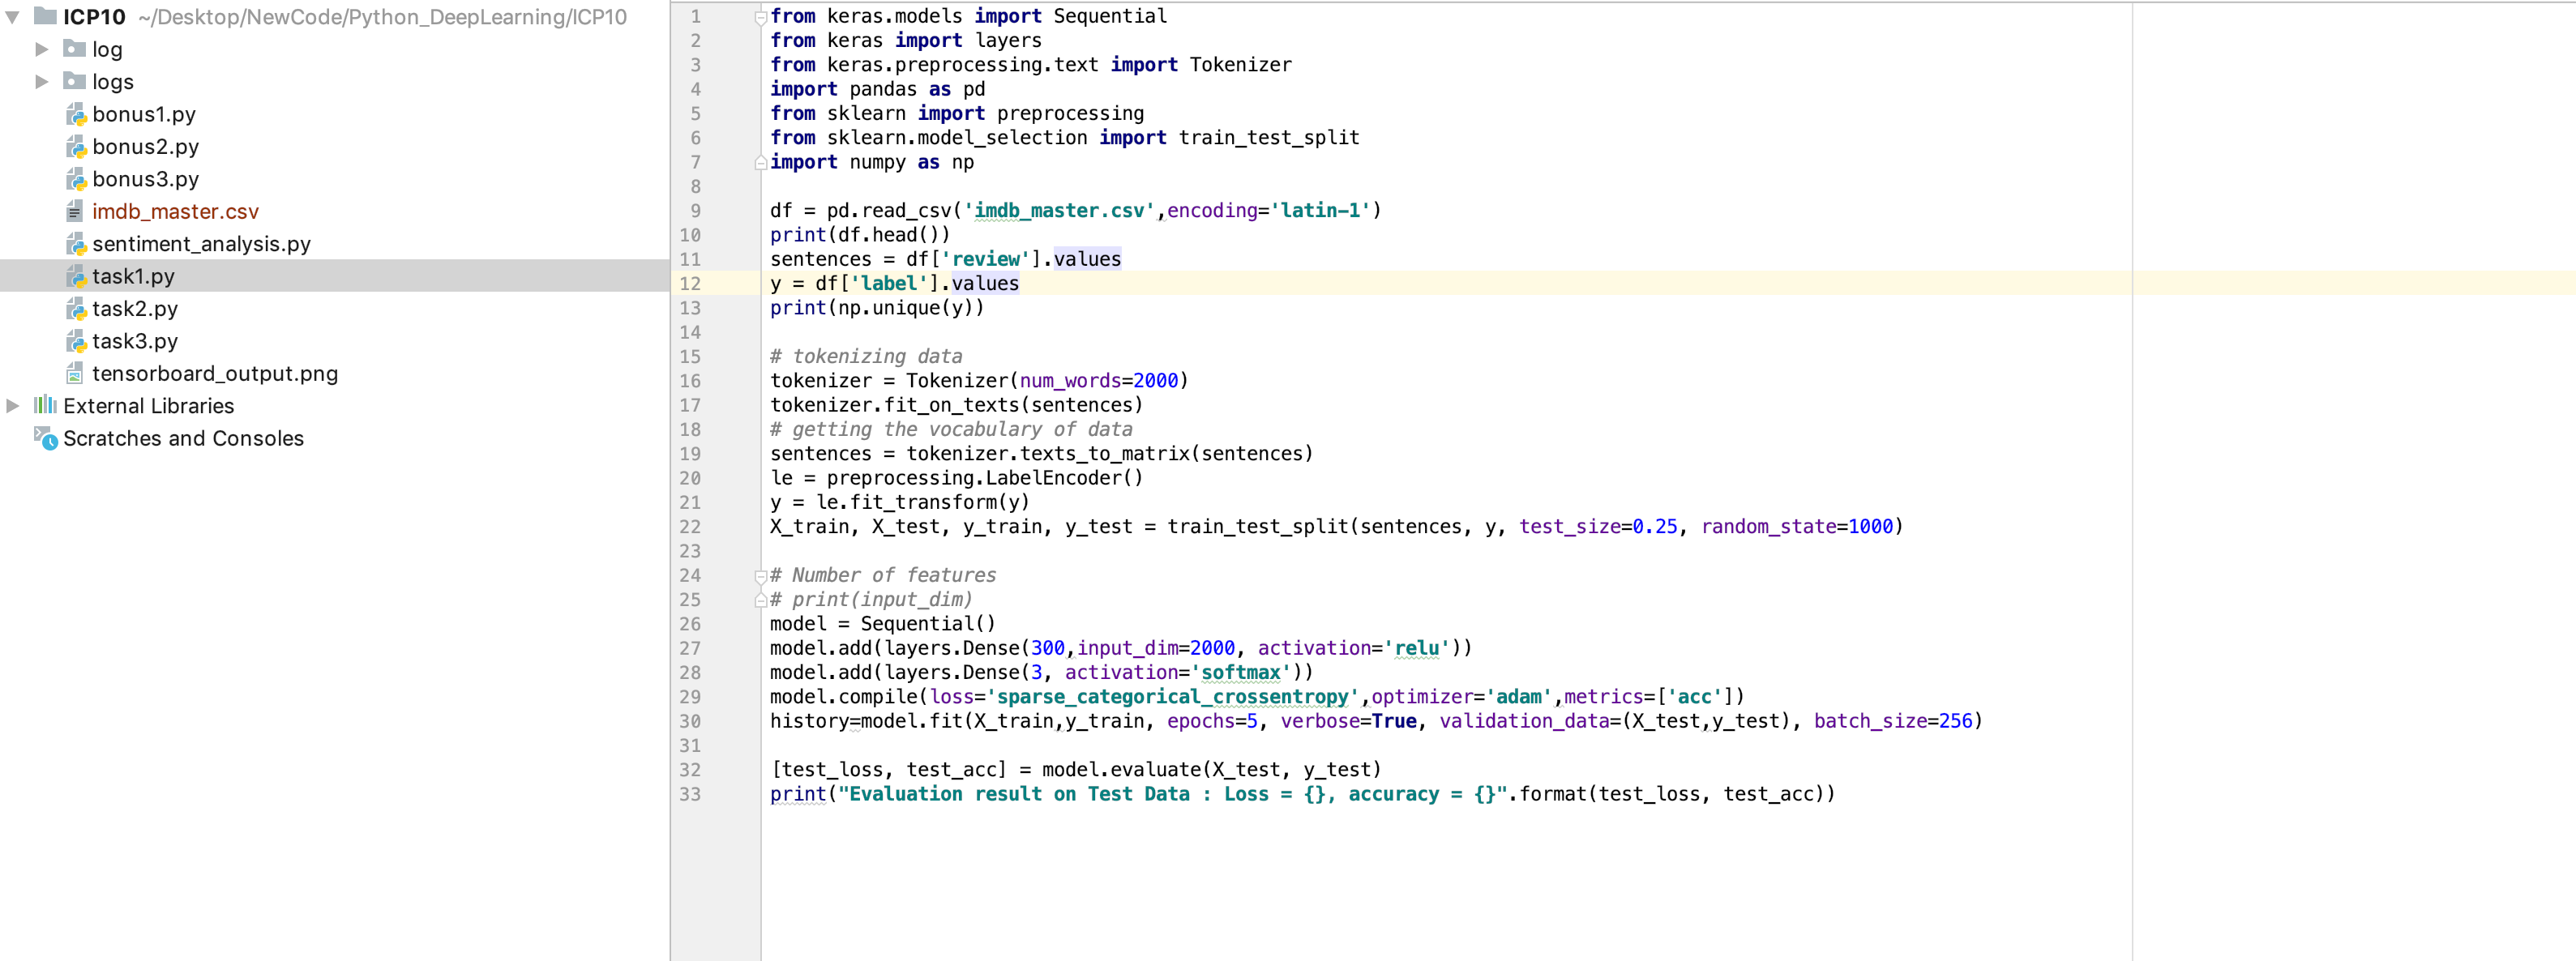 ICP10 ~/Desktop/NewCode/Python_DeepLearning/ICP10
log
logs
bonus1.py
bonus2.py
bonus3.py
imdb_master.csv
sentiment_analysis.py
task1.py
task2.py
task3.py
tensorboard_output.png
External Libraries
Scratches and Consoles
1 from keras.models import Sequential
2 from keras import layers
3 from keras.preprocessing.text import Tokenizer
4 import pandas as pd
5 from sklearn import preprocessing
6 from sklearn.model_selection import train_test_split
7 import numpy as np
8
9 df = pd.read_csv('imdb_master.csv',encoding='latin-1')
10 print(df.head())
11 sentences = df['review'].values
12 y = df['label'].values
13 print(np.unique(y))
14
15 # tokenizing data
16 tokenizer = Tokenizer(num_words=2000)
17 tokenizer.fit_on_texts(sentences)
18 # getting the vocabulary of data
19 sentences = tokenizer.texts_to_matrix(sentences)
20 le = preprocessing.LabelEncoder()
21 y = le.fit_transform(y)
22 X_train, X_test, y_train, y_test = train_test_split(sentences, y, test_size=0.25, random_state=1000)
23
24 # Number of features
25 # print(input_dim)
26 model = Sequential()
27 model.add(layers.Dense(300,input_dim=2000, activation='relu'))
28 model.add(layers.Dense(3, activation='softmax'))
29 model.compile(loss='sparse_categorical_crossentropy',optimizer='adam',metrics=['acc'])
30 history=model.fit(X_train,y_train, epochs=5, verbose=True, validation_data=(X_test,y_test), batch_size=256)
31
32 [test_loss, test_acc] = model.evaluate(X_test, y_test)
33 print("Evaluation result on Test Data : Loss = {}, accuracy = {}".format(test_loss, test_acc))